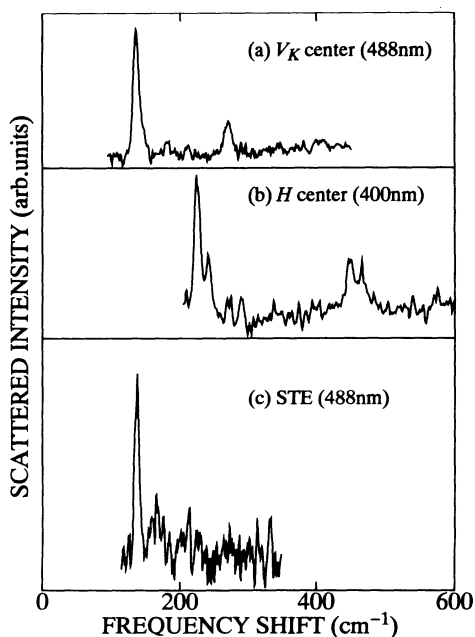 (a) V_K center (488nm)
(b) H center (400nm)
(c) STE (488nm)
SCATTERED INTENSITY (arb.units)
0 200 400 600
FREQUENCY SHIFT (cm⁻¹)